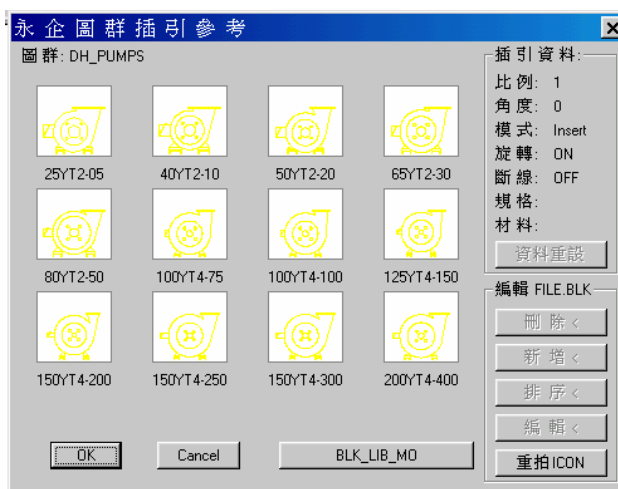 永企圖群插引參考
圖群: DH_PUMPS
25YT2-05 40YT2-10 50YT2-20 65YT2-30
80YT2-50 100YT4-75 100YT4-100 125YT4-150
150YT4-200 150YT4-250 150YT4-300 200YT4-400
OK Cancel BLK_LIB_MO
插引資料:
比例: 1
角度: 0
模式: Insert
旋轉: ON
斷線: OFF
規格:
材料:
資料重設
編輯 FILE.BLK
刪除<
新增<
排序<
編輯<
重拍ICON